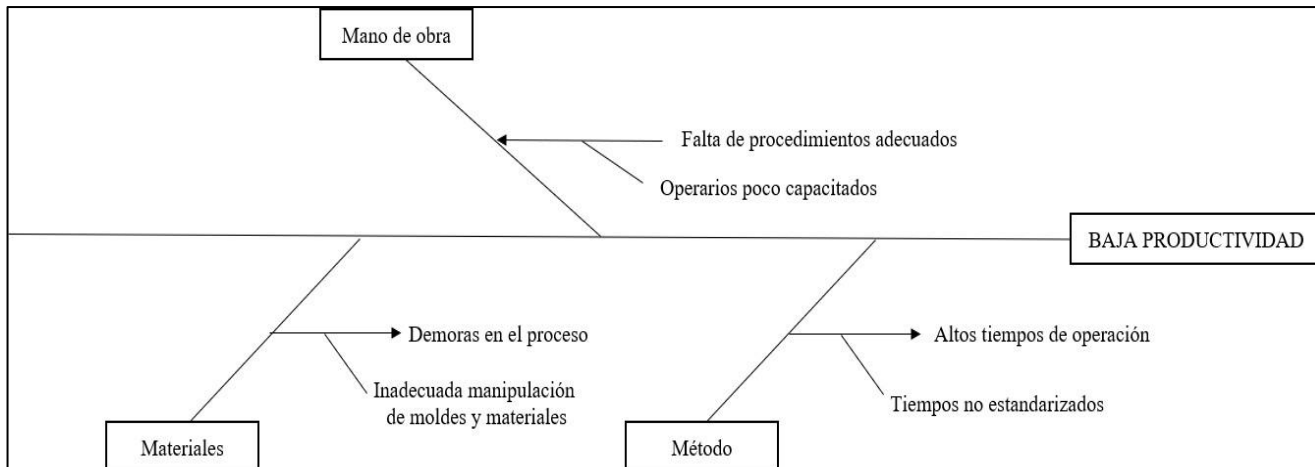 Mano de obra
Falta de procedimientos adecuados
Operarios poco capacitados
BAJA PRODUCTIVIDAD
Demoras en el proceso
Inadecuada manipulación
de moldes y materiales
Materiales
Altos tiempos de operación
Tiempos no estandarizados
Método